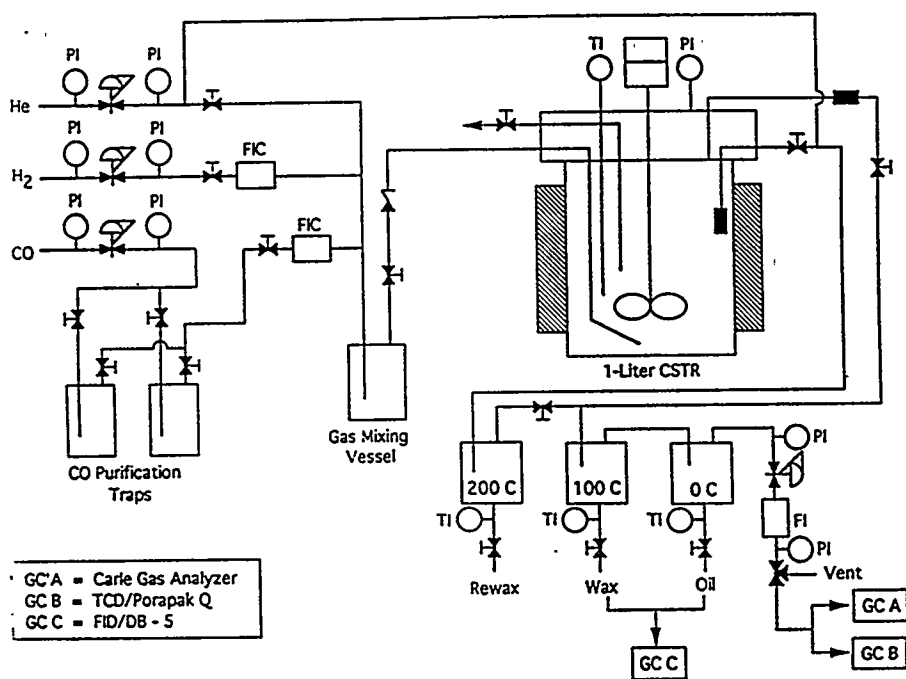 PI
PI
TI
PI
He
PI
PI
FIC
H2
PI
PI
FIC
CO
1-Liter CSTR
Gas Mixing
Vessel
CO Purification
Traps
200 C
100 C
0 C
PI
TI
TI
TI
FI
PI
Rewax
Wax
Oil
Vent
GC A
GC B
GC C
GC'A = Carle Gas Analyzer
GC B = TCD/Porapak Q
GC C = FID/DB - 5